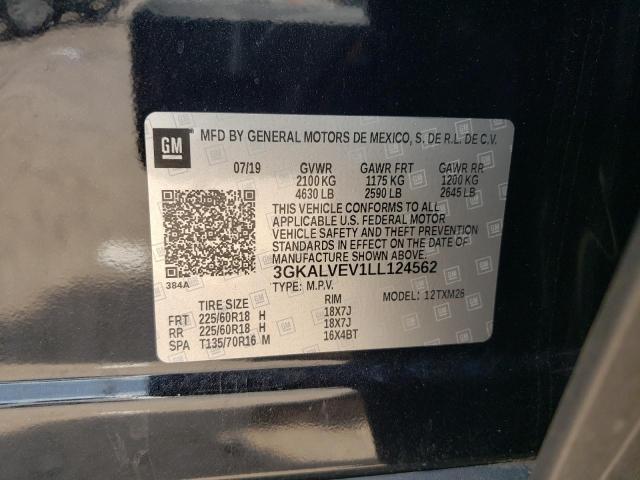 GM MFD BY GENERAL MOTORS DE MEXICO, S. DE R.L. DE C.V.
07/19 GVWR GAWR FRT GAWR RR
2100 KG 1175 KG 1200 KG
4630 LB 2590 LB 2645 LB
THIS VEHICLE CONFORMS TO ALL
APPLICABLE U.S. FEDERAL MOTOR
VEHICLE SAFETY AND THEFT PREVENTION
STANDARDS IN EFFECT ON THE DATE OF
MANUFACTURE SHOWN ABOVE.
384A 3GKALVEV1LL124562
TYPE: M.P.V. MODEL: 12TXM26
TIRE SIZE RIM
FRT 225/60R18 H 18X7J
RR 225/60R18 H 18X7J
SPA T135/70R16 M 16X4BT